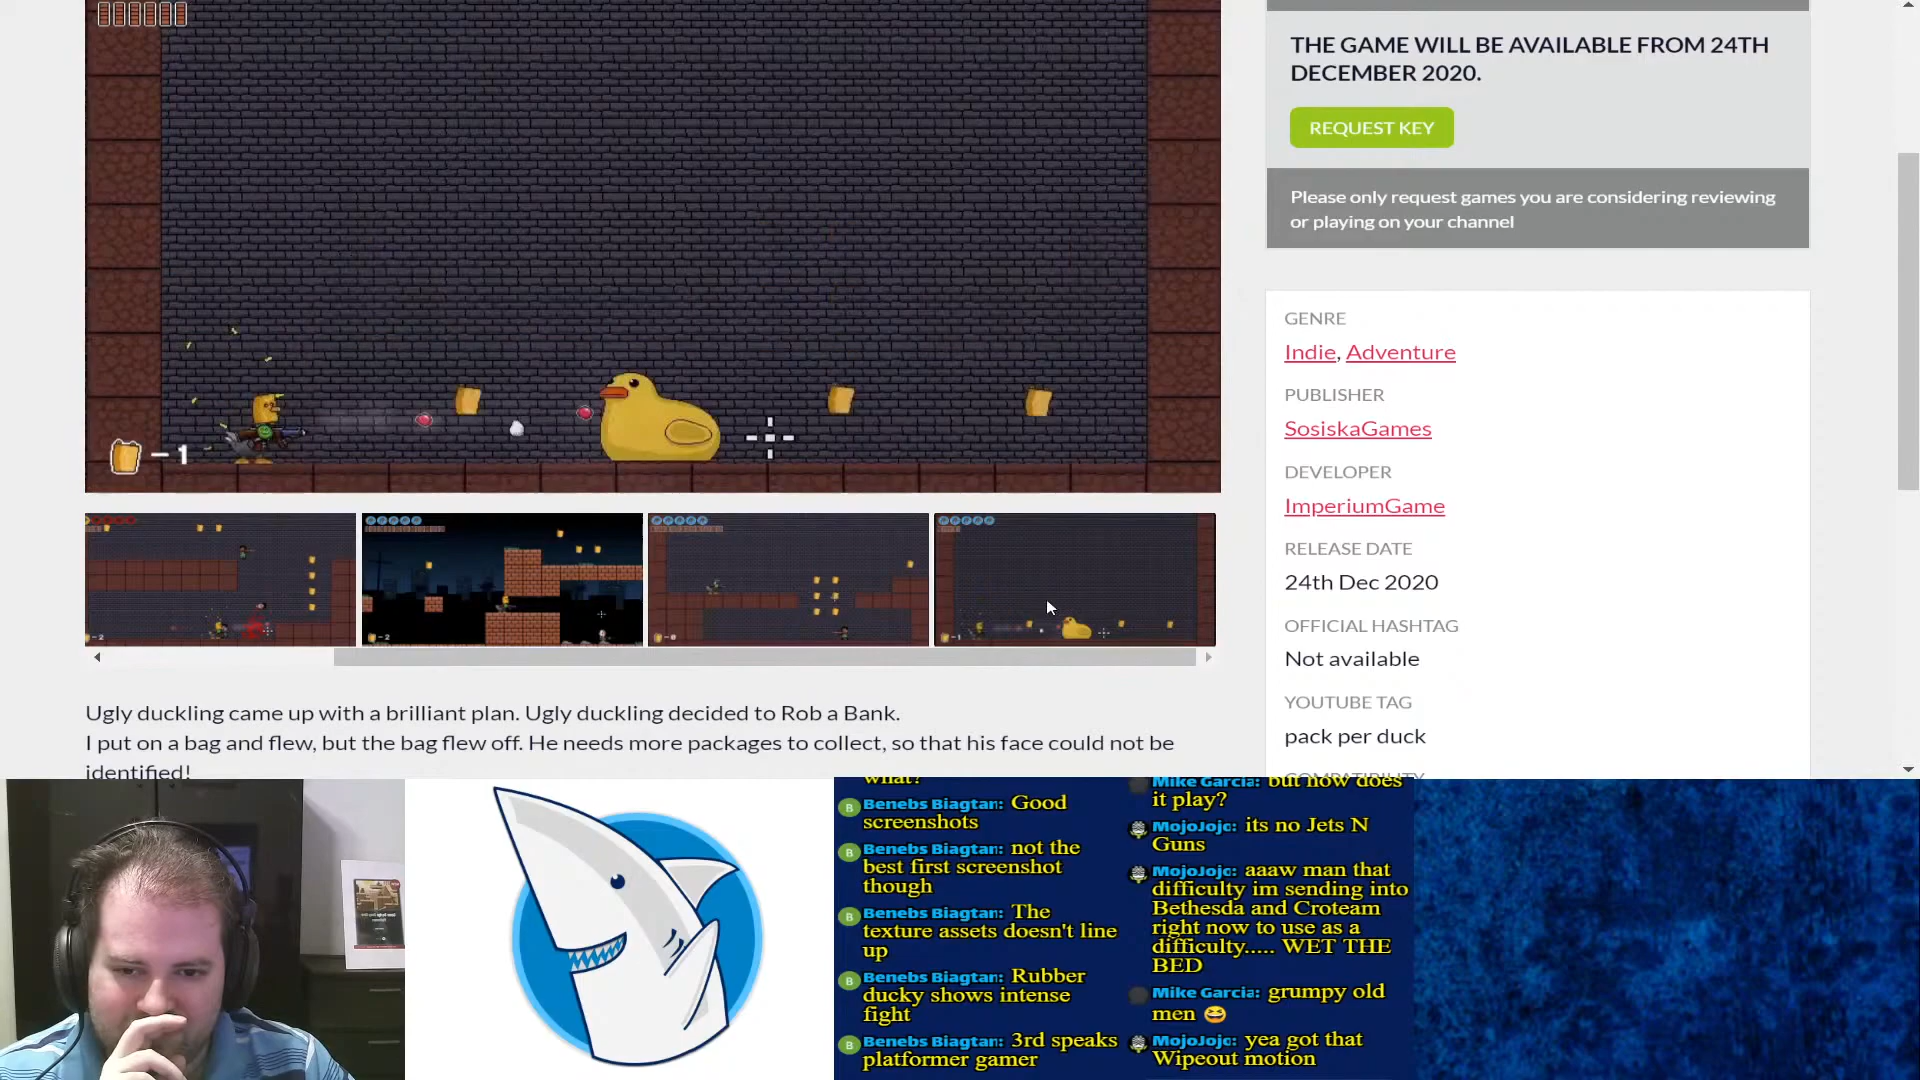 THE GAME WILL BE AVAILABLE FROM 24TH
DECEMBER 2020.
REQUEST KEY
Please only request games you are considering reviewing
or playing on your channel
– 1
GENRE
Indie, Adventure
PUBLISHER
SosiskaGames
DEVELOPER
ImperiumGame
RELEASE DATE
24th Dec 2020
OFFICIAL HASHTAG
Not available
YOUTUBE TAG
pack per duck
COMPATIBILITY
Ugly duckling came up with a brilliant plan. Ugly duckling decided to Rob a Bank.
I put on a bag and flew, but the bag flew off. He needs more packages to collect, so that his face could not be
identified!
what?
B Benebs Biagtan: Good
screenshots
B Benebs Biagtan: not the
best first screenshot
though
B Benebs Biagtan: The
texture assets doesn't line
up
B Benebs Biagtan: Rubber
ducky shows intense
fight
B Benebs Biagtan: 3rd speaks
platformer gamer
Mike Garcia: but how does
it play?
MojoJojo: its no Jets N
Guns
MojoJojo: aaaw man that
difficulty im sending into
Bethesda and Croteam
right now to use as a
difficulty..... WET THE
BED
Mike Garcia: grumpy old
men 😆
MojoJojo: yea got that
Wipeout motion